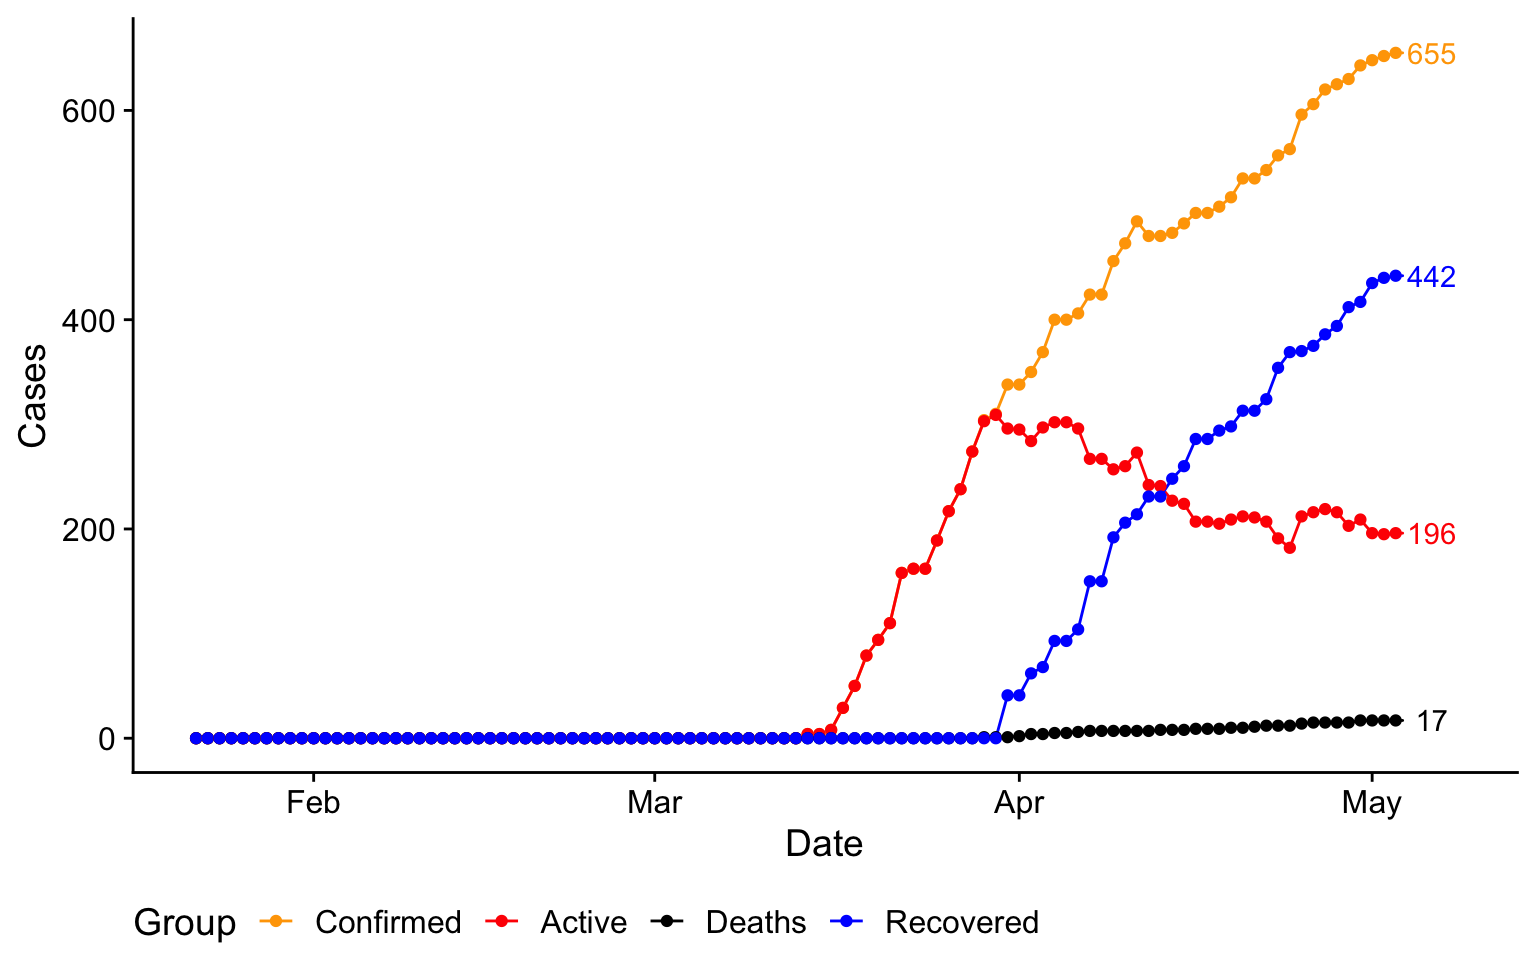 655
600
442
400
Cases
200
196
17
0
Feb Mar Apr May
Date
Group Confirmed Active Deaths Recovered